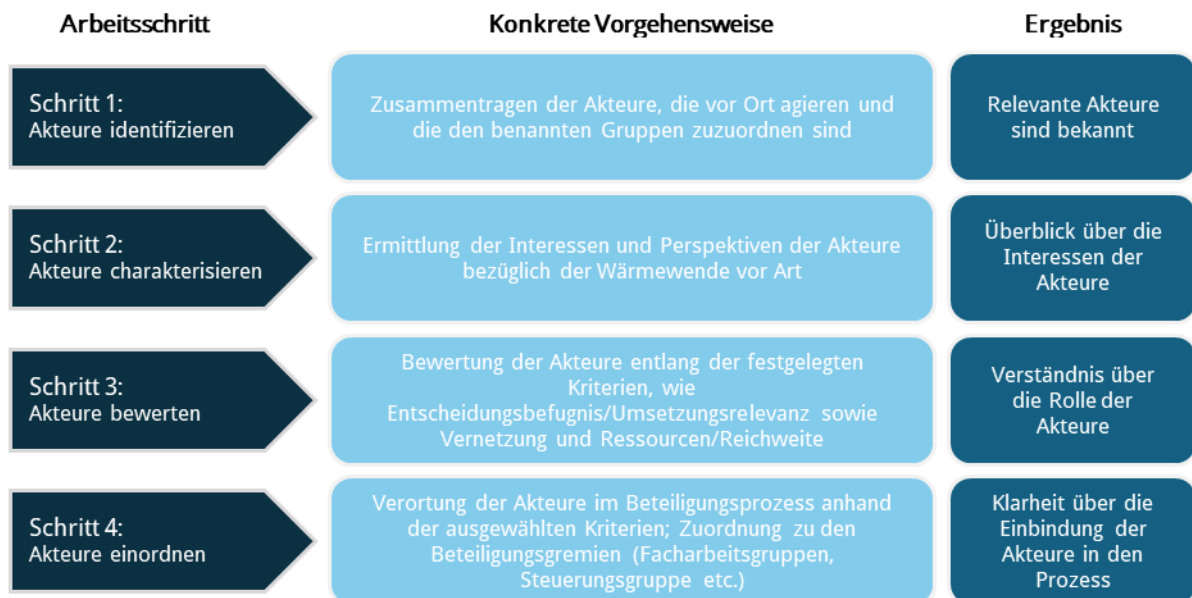 Arbeitsschritt
Konkrete Vorgehensweise
Ergebnis
Schritt 1:
Akteure identifizieren
Zusammentragen der Akteure, die vor Ort agieren und
die den benannten Gruppen zuzuordnen sind
Relevante Akteure
sind bekannt
Schritt 2:
Akteure charakterisieren
Ermittlung der Interessen und Perspektiven der Akteure
bezüglich der Wärmewende vor Art
Überblick über die
Interessen der
Akteure
Schritt 3:
Akteure bewerten
Bewertung der Akteure entlang der festgelegten
Kriterien, wie
Entscheidungsbefugnis/Umsetzungsrelevanz sowie
Vernetzung und Ressourcen/Reichweite
Verständnis über
die Rolle der
Akteure
Schritt 4:
Akteure einordnen
Verortung der Akteure im Beteiligungsprozess anhand
der ausgewählten Kriterien; Zuordnung zu den
Beteiligungsgremien (Facharbeitsgruppen,
Steuerungsgruppe etc.)
Klarheit über die
Einbindung der
Akteure in den
Prozess